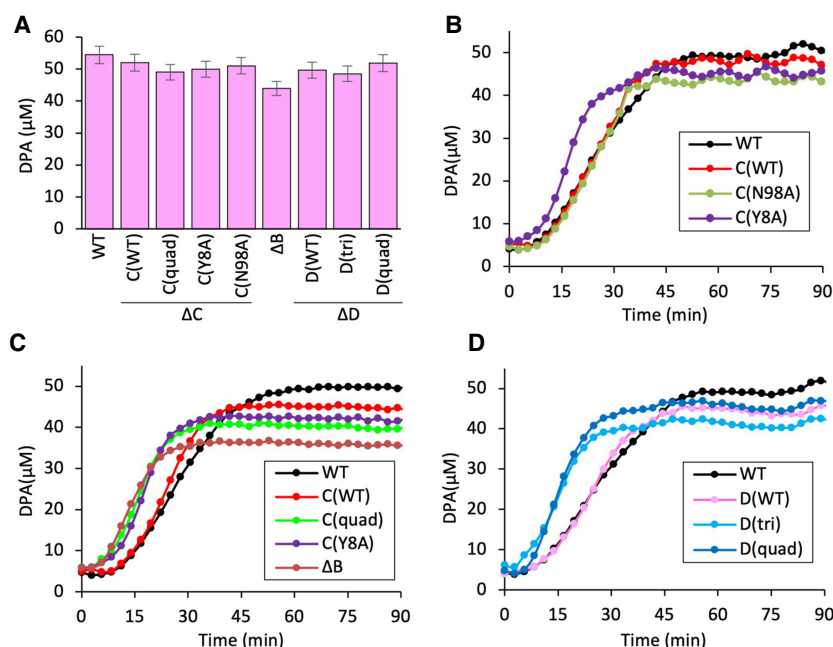 A
DPA (µM)
60
50
40
30
20
10
0
WT
C(WT)
C(quad)
C(Y8A)
C(N98A)
ΔB
D(WT)
D(tri)
D(quad)
ΔC
ΔD
B
DPA(µM)
50
40
30
20
10
0
0 15 30 45 60 75 90
Time (min)
WT
C(WT)
C(N98A)
C(Y8A)
C
DPA(µM)
50
40
30
20
10
0
0 15 30 45 60 75 90
Time (min)
WT
C(WT)
C(quad)
C(Y8A)
ΔB
D
DPA(µM)
50
40
30
20
10
0
0 15 30 45 60 75 90
Time (min)
WT
D(WT)
D(tri)
D(quad)